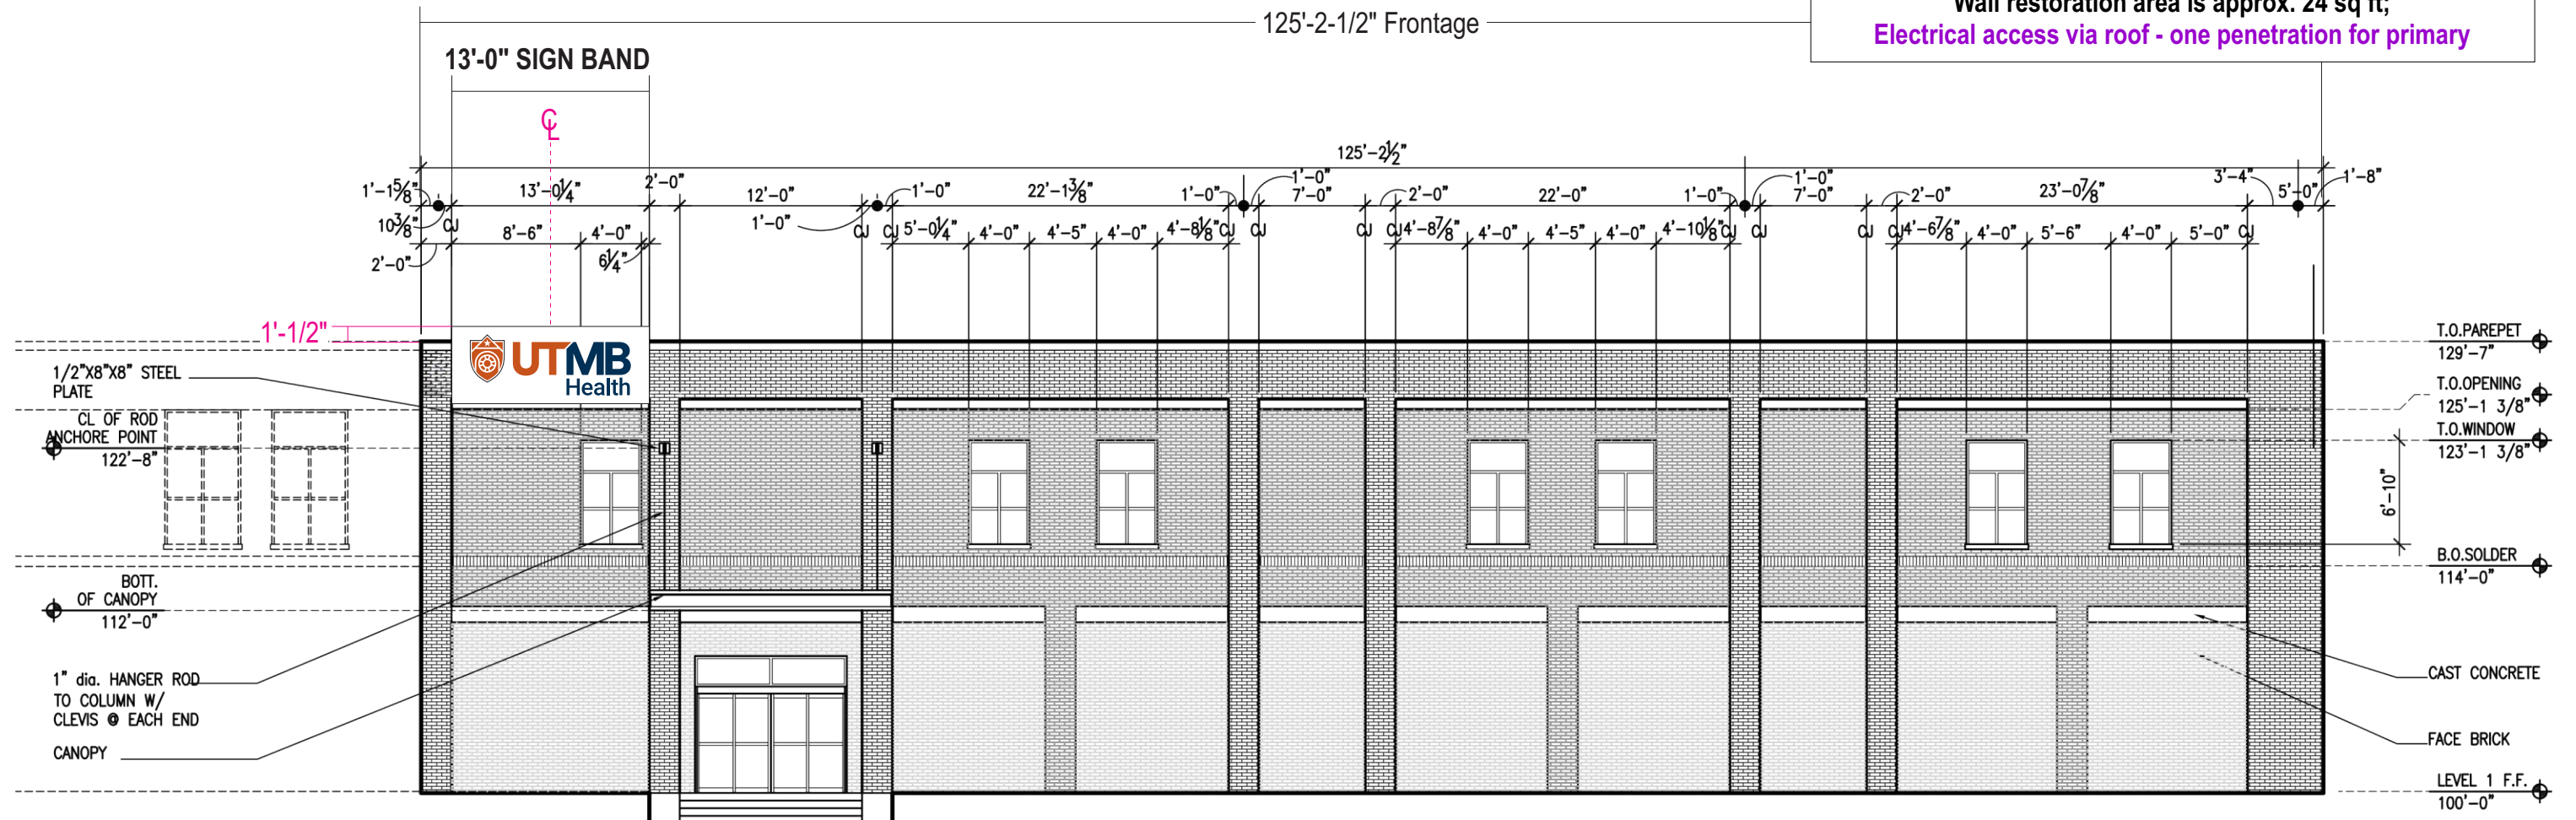 Wall restoration area is approx. 24 sq ft;
Electrical access via roof - one penetration for primary
125'-2-1/2" Frontage
13'-0" SIGN BAND
CL
125'-2½"
1'-1⅝" 13'-0¼" 2'-0" 12'-0" 1'-0" 22'-1⅜" 1'-0" 1'-0" 7'-0" 2'-0" 22'-0" 1'-0" 1'-0" 7'-0" 2'-0" 23'-0⅞" 3'-4" 5'-0" 1'-8"
10⅜" CJ 8'-6" 4'-0" 1'-0" CJ CJ 5'-0¼" 4'-0" 4'-5" 4'-0" 4'-8⅛" CJ CJ CJ CJ 4'-8⅞" 4'-0" 4'-5" 4'-0" 4'-10⅛" CJ CJ CJ CJ 4'-6⅞" 4'-0" 5'-6" 4'-0" 5'-0" CJ
2'-0" 6¼"
1'-1/2"
UTMB
Health
1/2"X8"X8" STEEL
PLATE
CL OF ROD
ANCHORE POINT
122'-8"
BOTT.
OF CANOPY
112'-0"
1" dia. HANGER ROD
TO COLUMN W/
CLEVIS @ EACH END
CANOPY
T.O.PAREPET
129'-7"
T.O.OPENING
125'-1 3/8"
T.O.WINDOW
123'-1 3/8"
6'-10"
B.O.SOLDER
114'-0"
CAST CONCRETE
FACE BRICK
LEVEL 1 F.F.
100'-0"